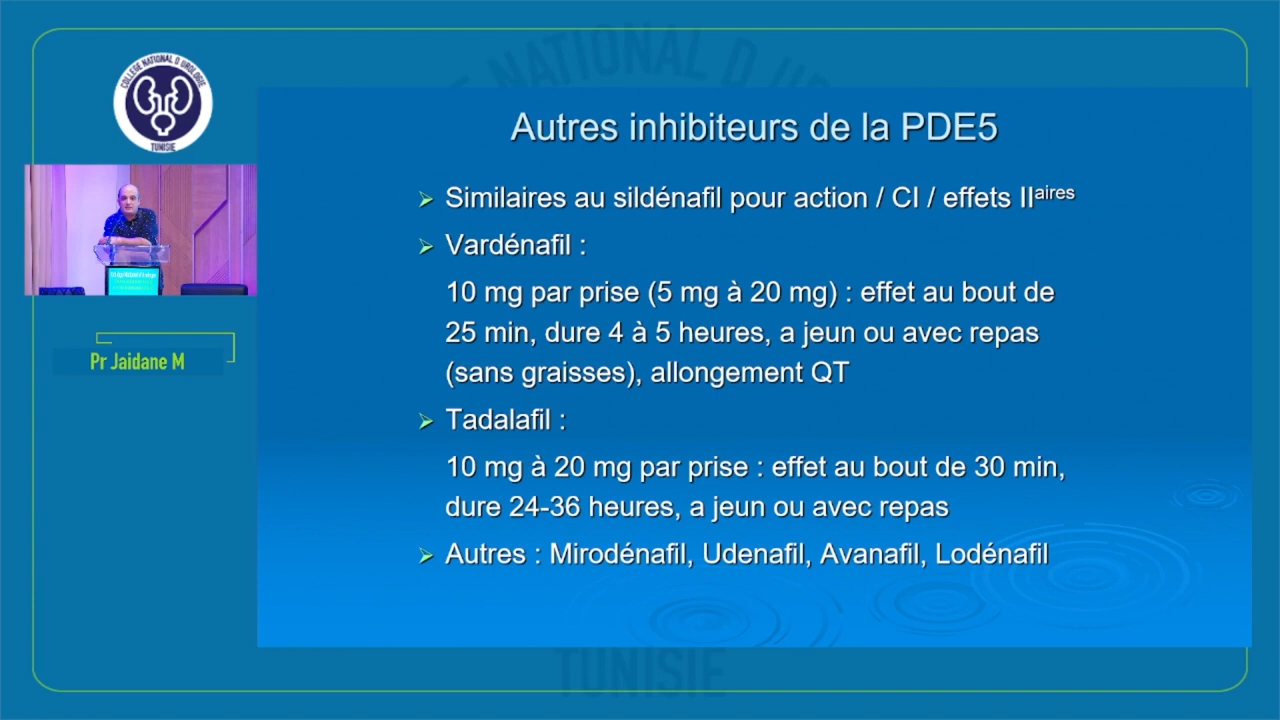 COLLEGE NATIONAL D UROLOGIE
TUNISIE
NATIONAL D URO
Autres inhibiteurs de la PDE5
Similaires au sildénafil pour action / CI / effets IIaires
Vardénafil :
10 mg par prise (5 mg à 20 mg) : effet au bout de
25 min, dure 4 à 5 heures, a jeun ou avec repas
(sans graisses), allongement QT
Tadalafil :
10 mg à 20 mg par prise : effet au bout de 30 min,
dure 24-36 heures, a jeun ou avec repas
Autres : Mirodénafil, Udenafil, Avanafil, Lodénafil
Pr Jaidane M
TUNISIE